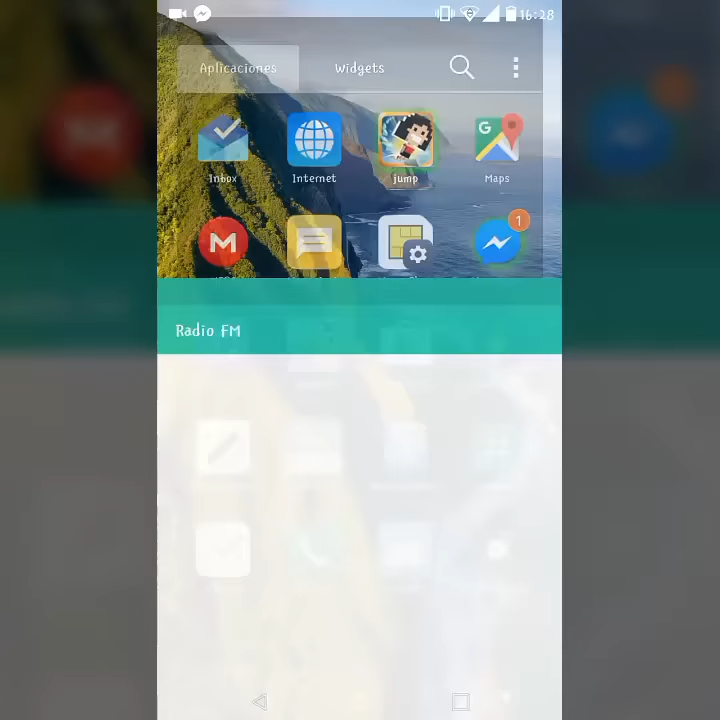 16:28
Aplicaciones Widgets
Inbox Internet jump Maps
G
M
1
Radio FM